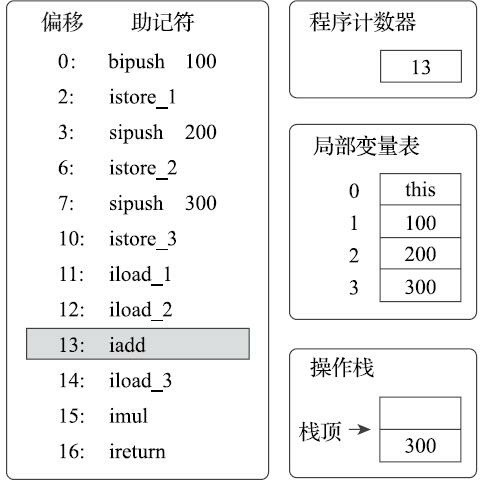 偏移 助记符
0: bipush 100
2: istore_1
3: sipush 200
6: istore_2
7: sipush 300
10: istore_3
11: iload_1
12: iload_2
13: iadd
14: iload_3
15: imul
16: ireturn
程序计数器
13
局部变量表
0 this
1 100
2 200
3 300
操作栈
栈顶
300